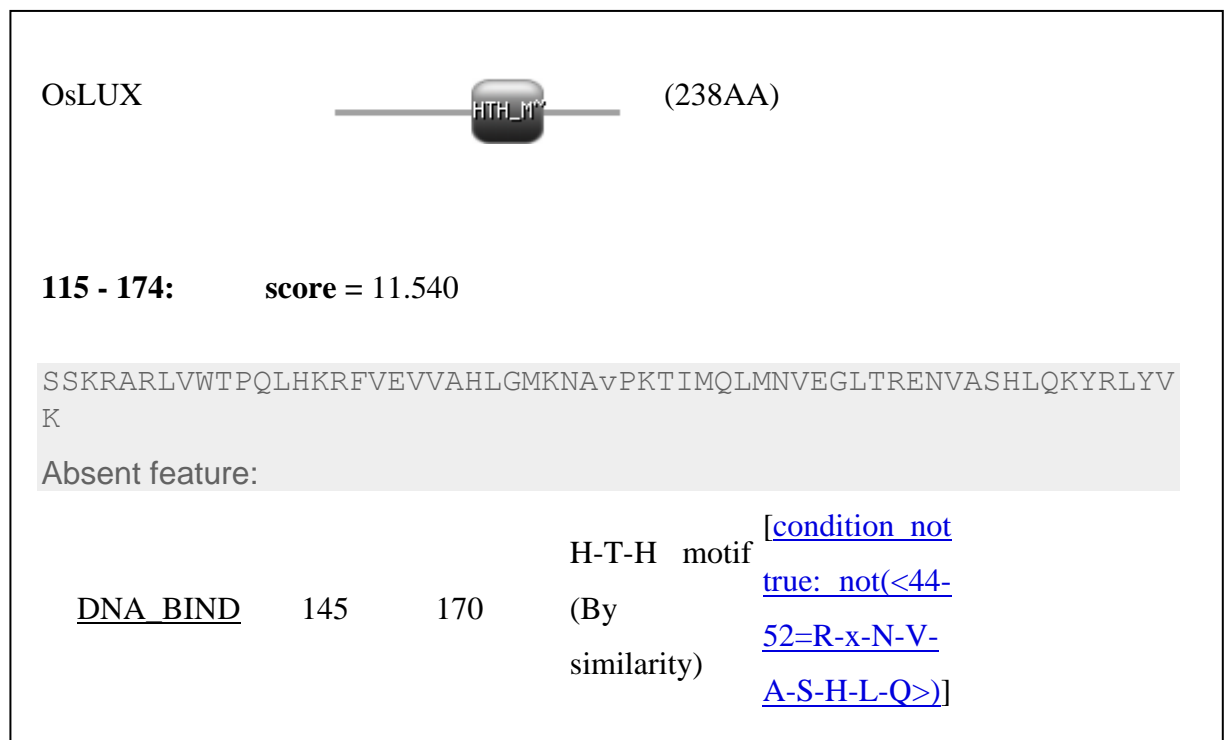 OsLUX HTH_M~ (238AA)
115 - 174: score = 11.540
SSKRARLVWTPQLHKRFVEVVAHLGMKNAvPKTIMQLMNVEGLTRENVASHLQKYRLYV
K
Absent feature:
DNA_BIND 145 170 H-T-H motif (By similarity) [condition not true: not(<44-52=R-x-N-V-A-S-H-L-Q>)]